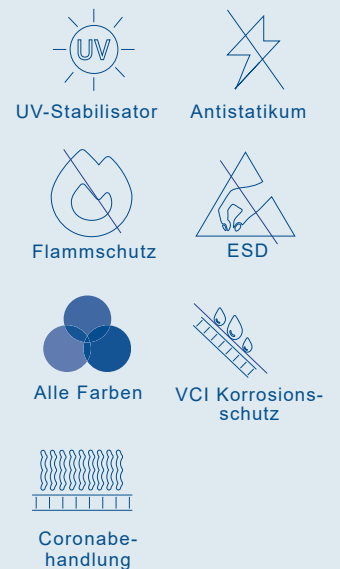 UV
UV-Stabilisator
Antistatikum
Flammschutz
ESD
Alle Farben
VCI Korrosions-
schutz
Coronabe-
handlung